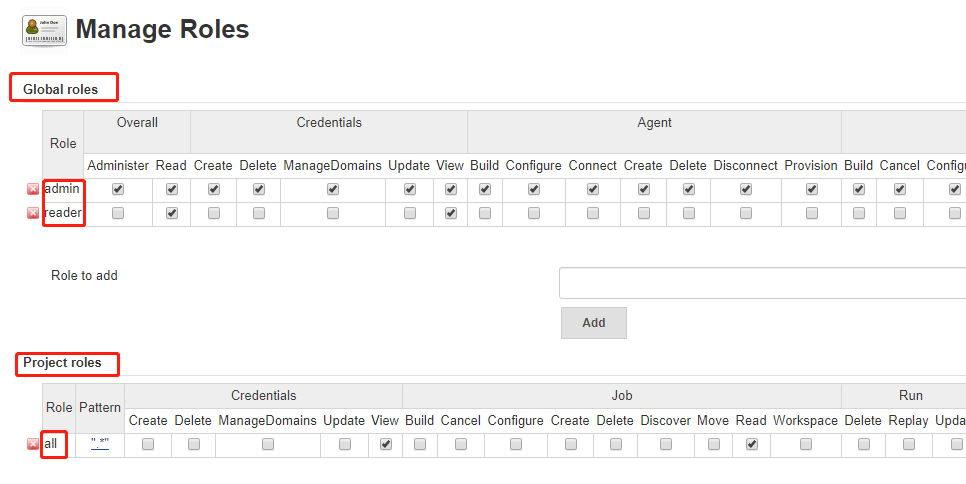 John Doe
Manage Roles
Global roles
Role Overall Credentials Agent
Administer Read Create Delete ManageDomains Update View Build Configure Connect Create Delete Disconnect Provision Build Cancel Configu
admin
reader
Role to add
Add
Project roles
Role Pattern Credentials Job Run
Create Delete ManageDomains Update View Build Cancel Configure Create Delete Discover Move Read Workspace Delete Replay Upda
all ".*"